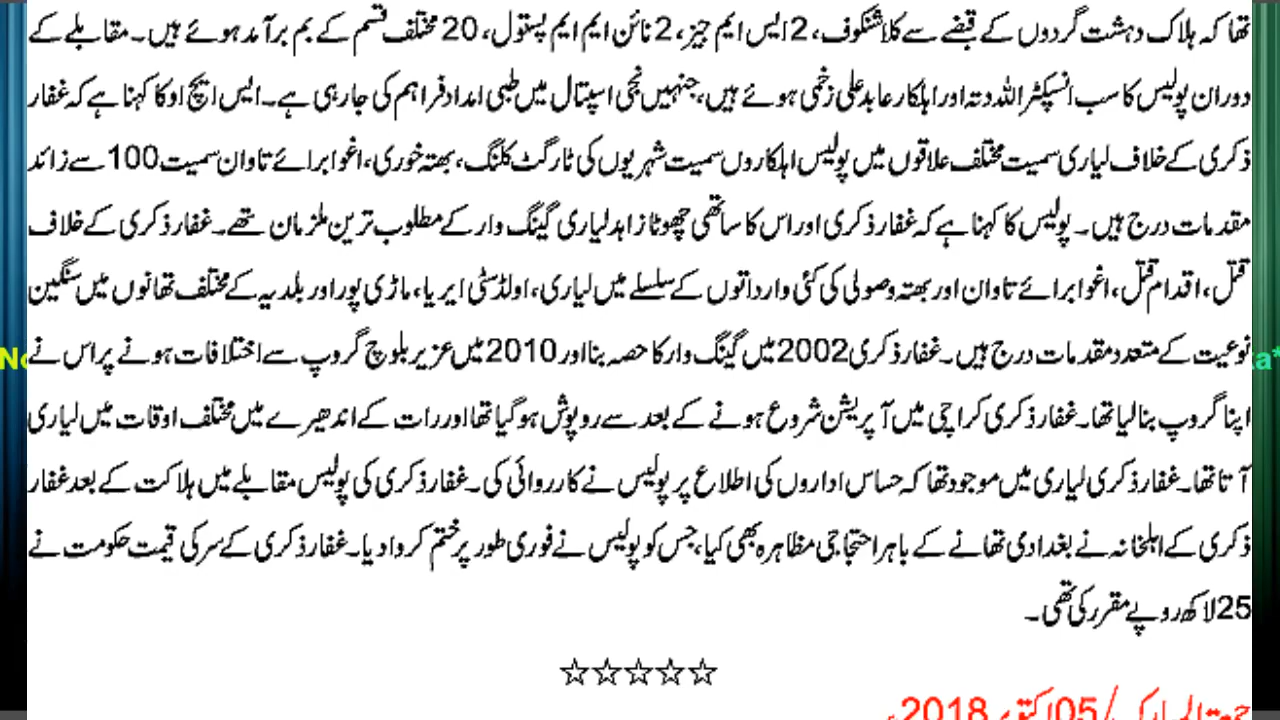 تھا کہ ہلاک دہشت گردوں کے قبضے سے کلاشنکوف، 2 ایس ایم جیز، 2 نائن ایم ایم پستول، 20 مختلف قسم کے بم برآمد ہوئے ہیں۔ مقابلے کے
دوران پولیس کا سب انسپکٹر اللہ دتہ اور اہلکار عابد علی زخمی ہوئے ہیں، جنہیں نجی اسپتال میں طبی امداد فراہم کی جارہی ہے۔ ایس ایچ او کا کہنا ہے کہ غفار
ذکری کے خلاف لیاری سمیت مختلف علاقوں میں پولیس اہلکاروں سمیت شہریوں کی ٹارگٹ کلنگ، بھتہ خوری، اغوا برائے تاوان سمیت 100 سے زائد
مقدمات درج ہیں۔ پولیس کا کہنا ہے کہ غفار ذکری اور اس کا ساتھی چھوٹا زاہد لیاری گینگ وار کے مطلوب ترین ملزمان تھے۔ غفار ذکری کے خلاف
قتل، اقدام قتل، اغوا برائے تاوان اور بھتہ وصولی کی کئی وارداتوں کے سلسلے میں لیاری، اولڈ سٹی ایریا، ماڑی پور اور بلدیہ کے مختلف تھانوں میں سنگین
نوعیت کے متعدد مقدمات درج ہیں۔ غفار ذکری 2002 میں گینگ وار کا حصہ بنا اور 2010 میں عزیر بلوچ گروپ سے اختلافات ہونے پر اس نے
اپنا گروپ بنا لیا تھا۔ غفار ذکری کراچی میں آپریشن شروع ہونے کے بعد سے روپوش ہوگیا تھا اور رات کے اندھیرے میں مختلف اوقات میں لیاری
آتا تھا۔ غفار ذکری لیاری میں موجود تھا کہ حساس اداروں کی اطلاع پر پولیس نے کارروائی کی۔ غفار ذکری کی پولیس مقابلے میں ہلاکت کے بعد غفار
ذکری کے اہلخانہ نے بغدادی تھانے کے باہر احتجاجی مظاہرہ بھی کیا، جس کو پولیس نے فوری طور پر ختم کروا دیا۔ غفار ذکری کے سر کی قیمت حکومت نے
25 لاکھ روپے مقرر کی تھی۔
☆☆☆☆☆
جمعۃ المبارک / 05 اکتوبر 2018ء